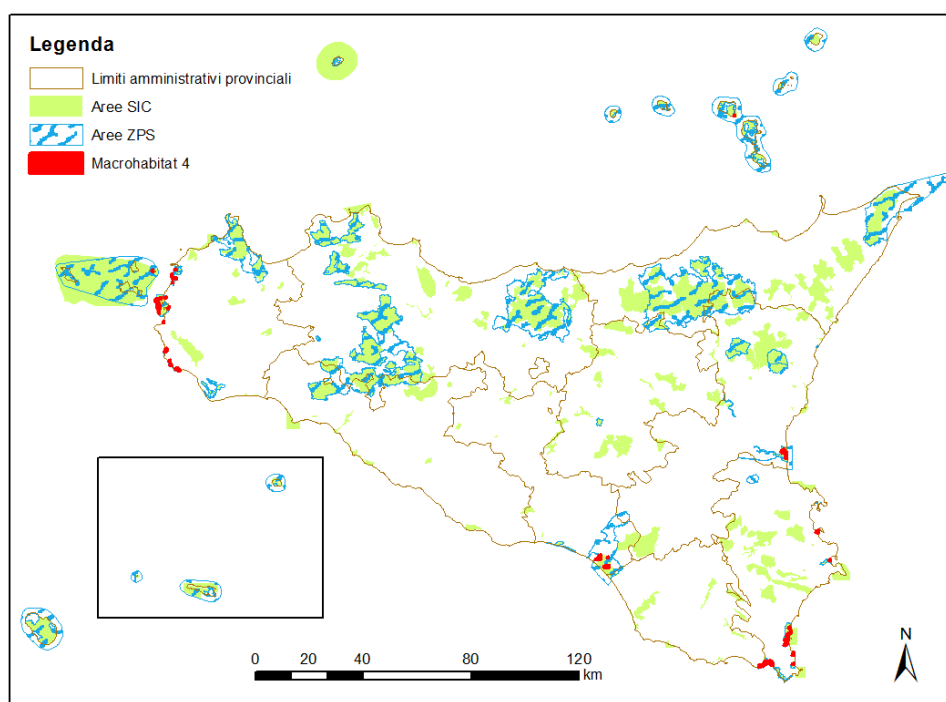 Legenda
Limiti amministrativi provinciali
Aree SIC
Aree ZPS
Macrohabitat 4
N
0 20 40 80 120
km